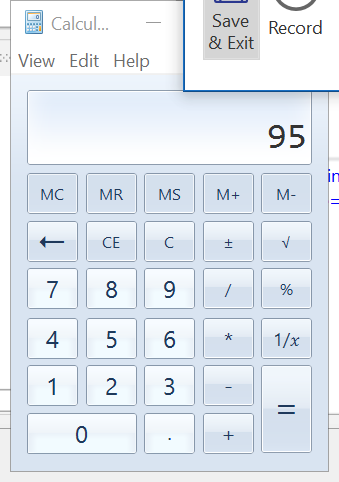 Calcul...
Save
& Exit
Record
View Edit Help
95
in
=
MC MR MS M+ M-
← CE C ± √
7 8 9 / %
4 5 6 * 1/x
1 2 3 - =
0 . +